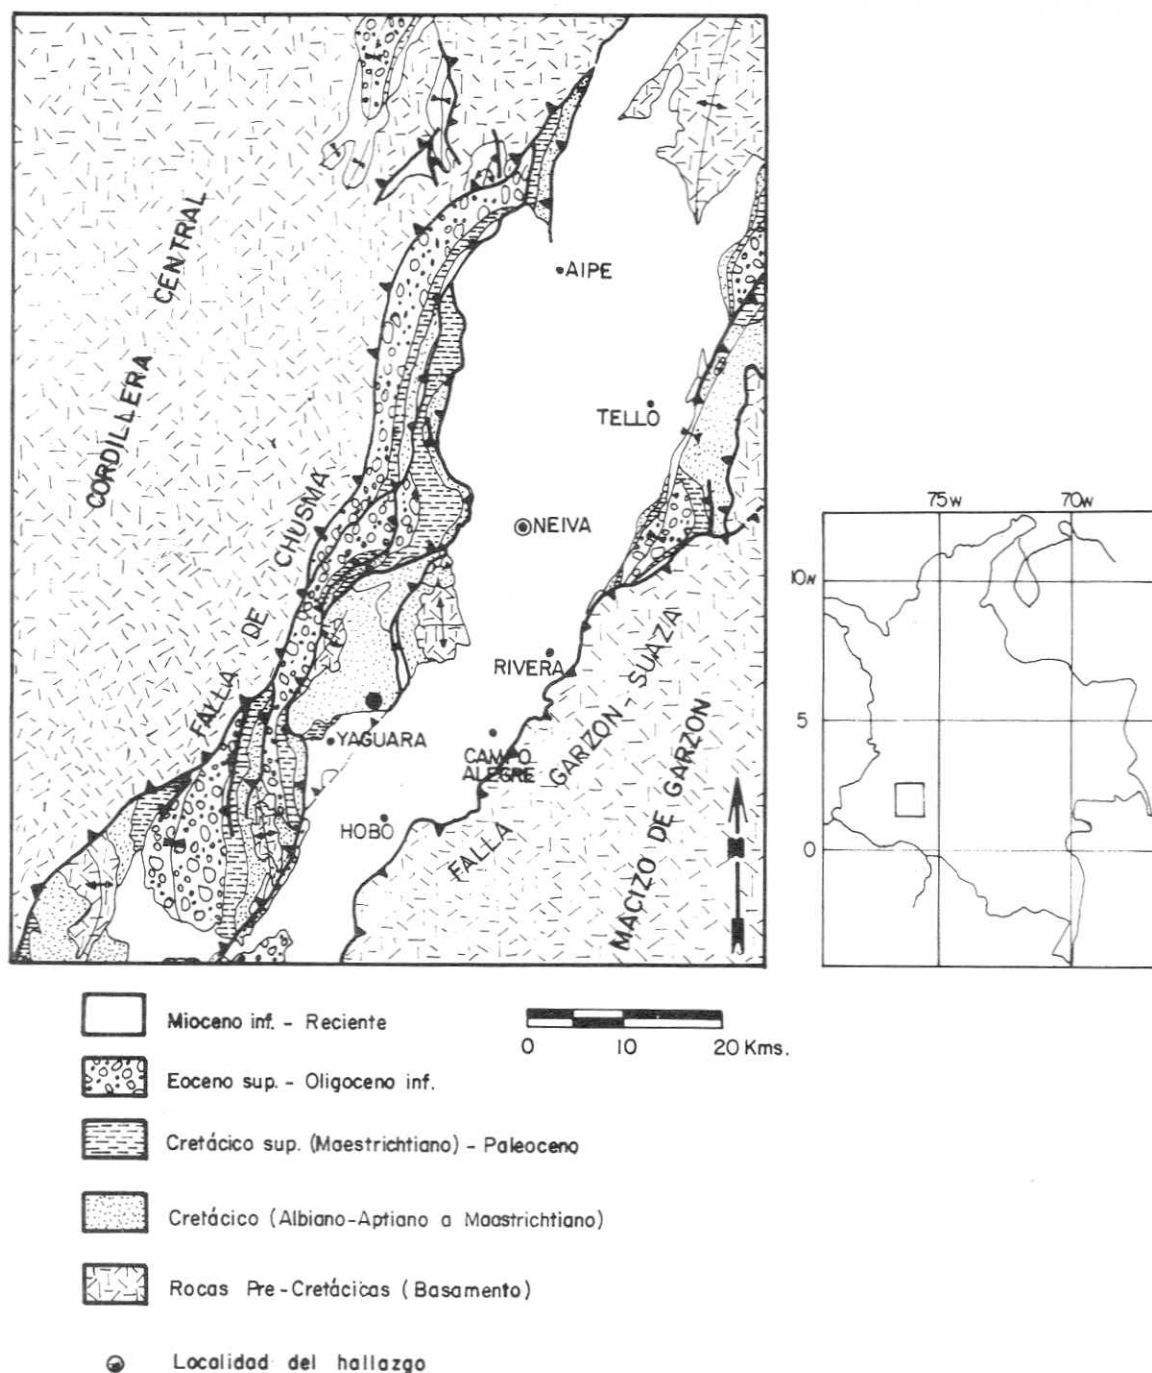 CORDILLERA CENTRAL
FALLA DE CHUSMA
AIPE
TELLO
NEIVA
RIVERA
YAGUARA
CAMPO
ALEGRE
HOBO
FALLA GARZON - SUAZA
MACIZO DE GARZON
75W 70W
10N
5
0
Mioceno inf. - Reciente
0 10 20 Kms.
Eoceno sup. - Oligoceno inf.
Cretácico sup. (Maestrichtiano) - Paleoceno
Cretácico (Albiano-Aptiano a Maastrichtiano)
Rocas Pre-Cretácicas (Basamento)
Localidad del hallazgo